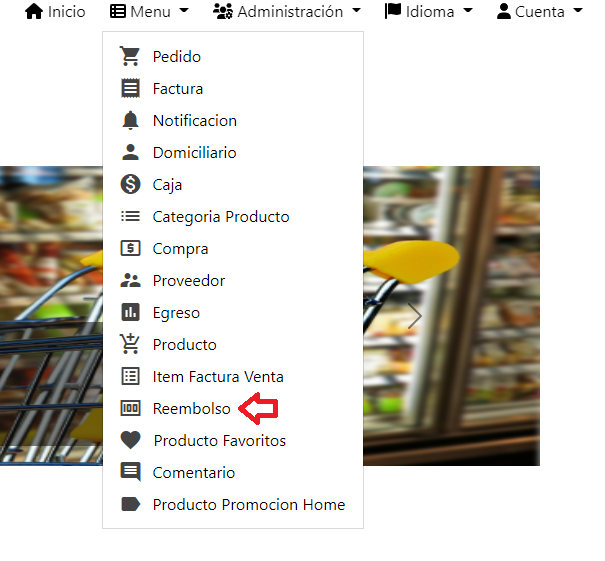 Inicio Menu Administración Idioma Cuenta
Pedido
Factura
Notificacion
Domiciliario
Caja
Categoria Producto
Compra
Proveedor
Egreso
Producto
Item Factura Venta
Reembolso
Producto Favoritos
Comentario
Producto Promocion Home